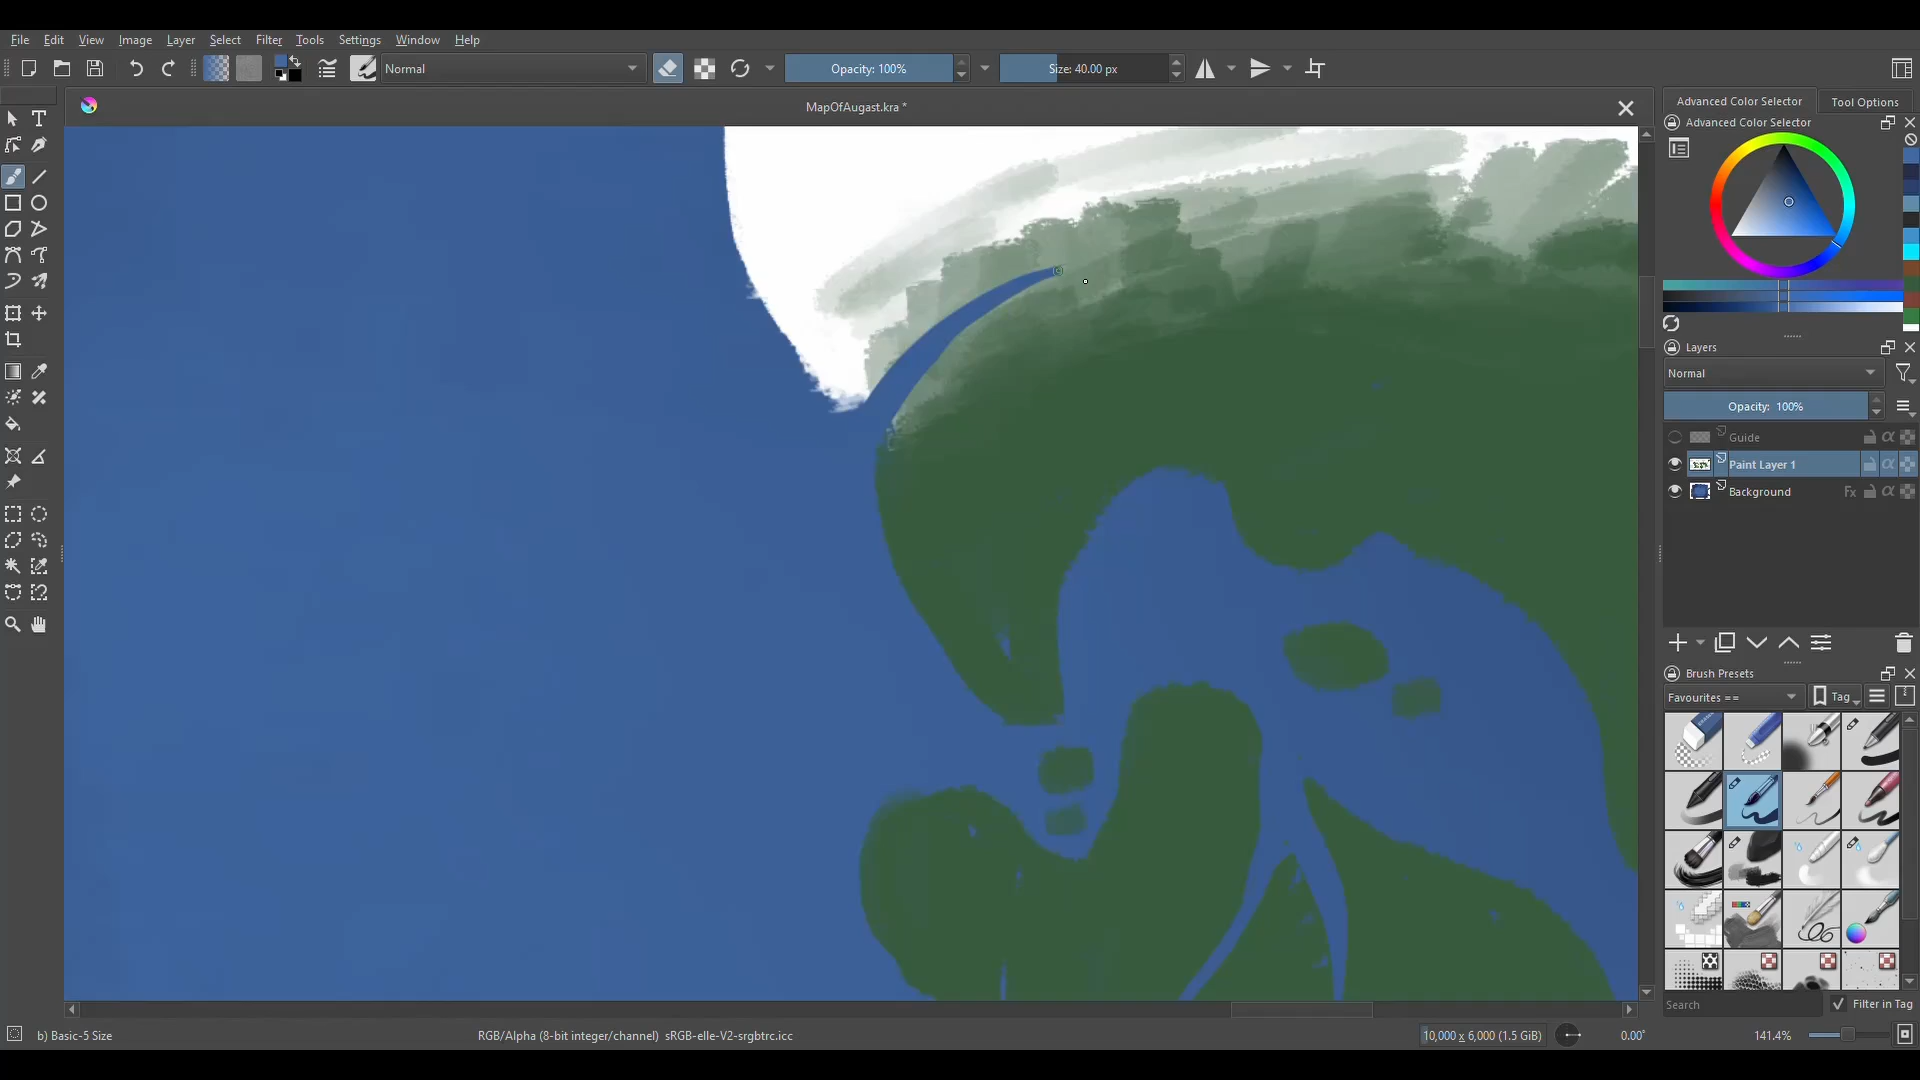 File Edit View Image Layer Select Filter Tools Settings Window Help
Normal
Opacity: 100%
Size: 40.00 px
MapOfAugast.kra *
Advanced Color Selector
Tool Options
Advanced Color Selector
Layers
Normal
Opacity: 100%
Guide
Paint Layer 1
Background
Fx
Brush Presets
Favourites ==
Tag
Search
Filter in Tag
b) Basic-5 Size
RGB/Alpha (8-bit integer/channel) sRGB-elle-V2-srgbtrc.icc
10,000 x 6,000 (1.5 GiB)
0.00°
141.4%